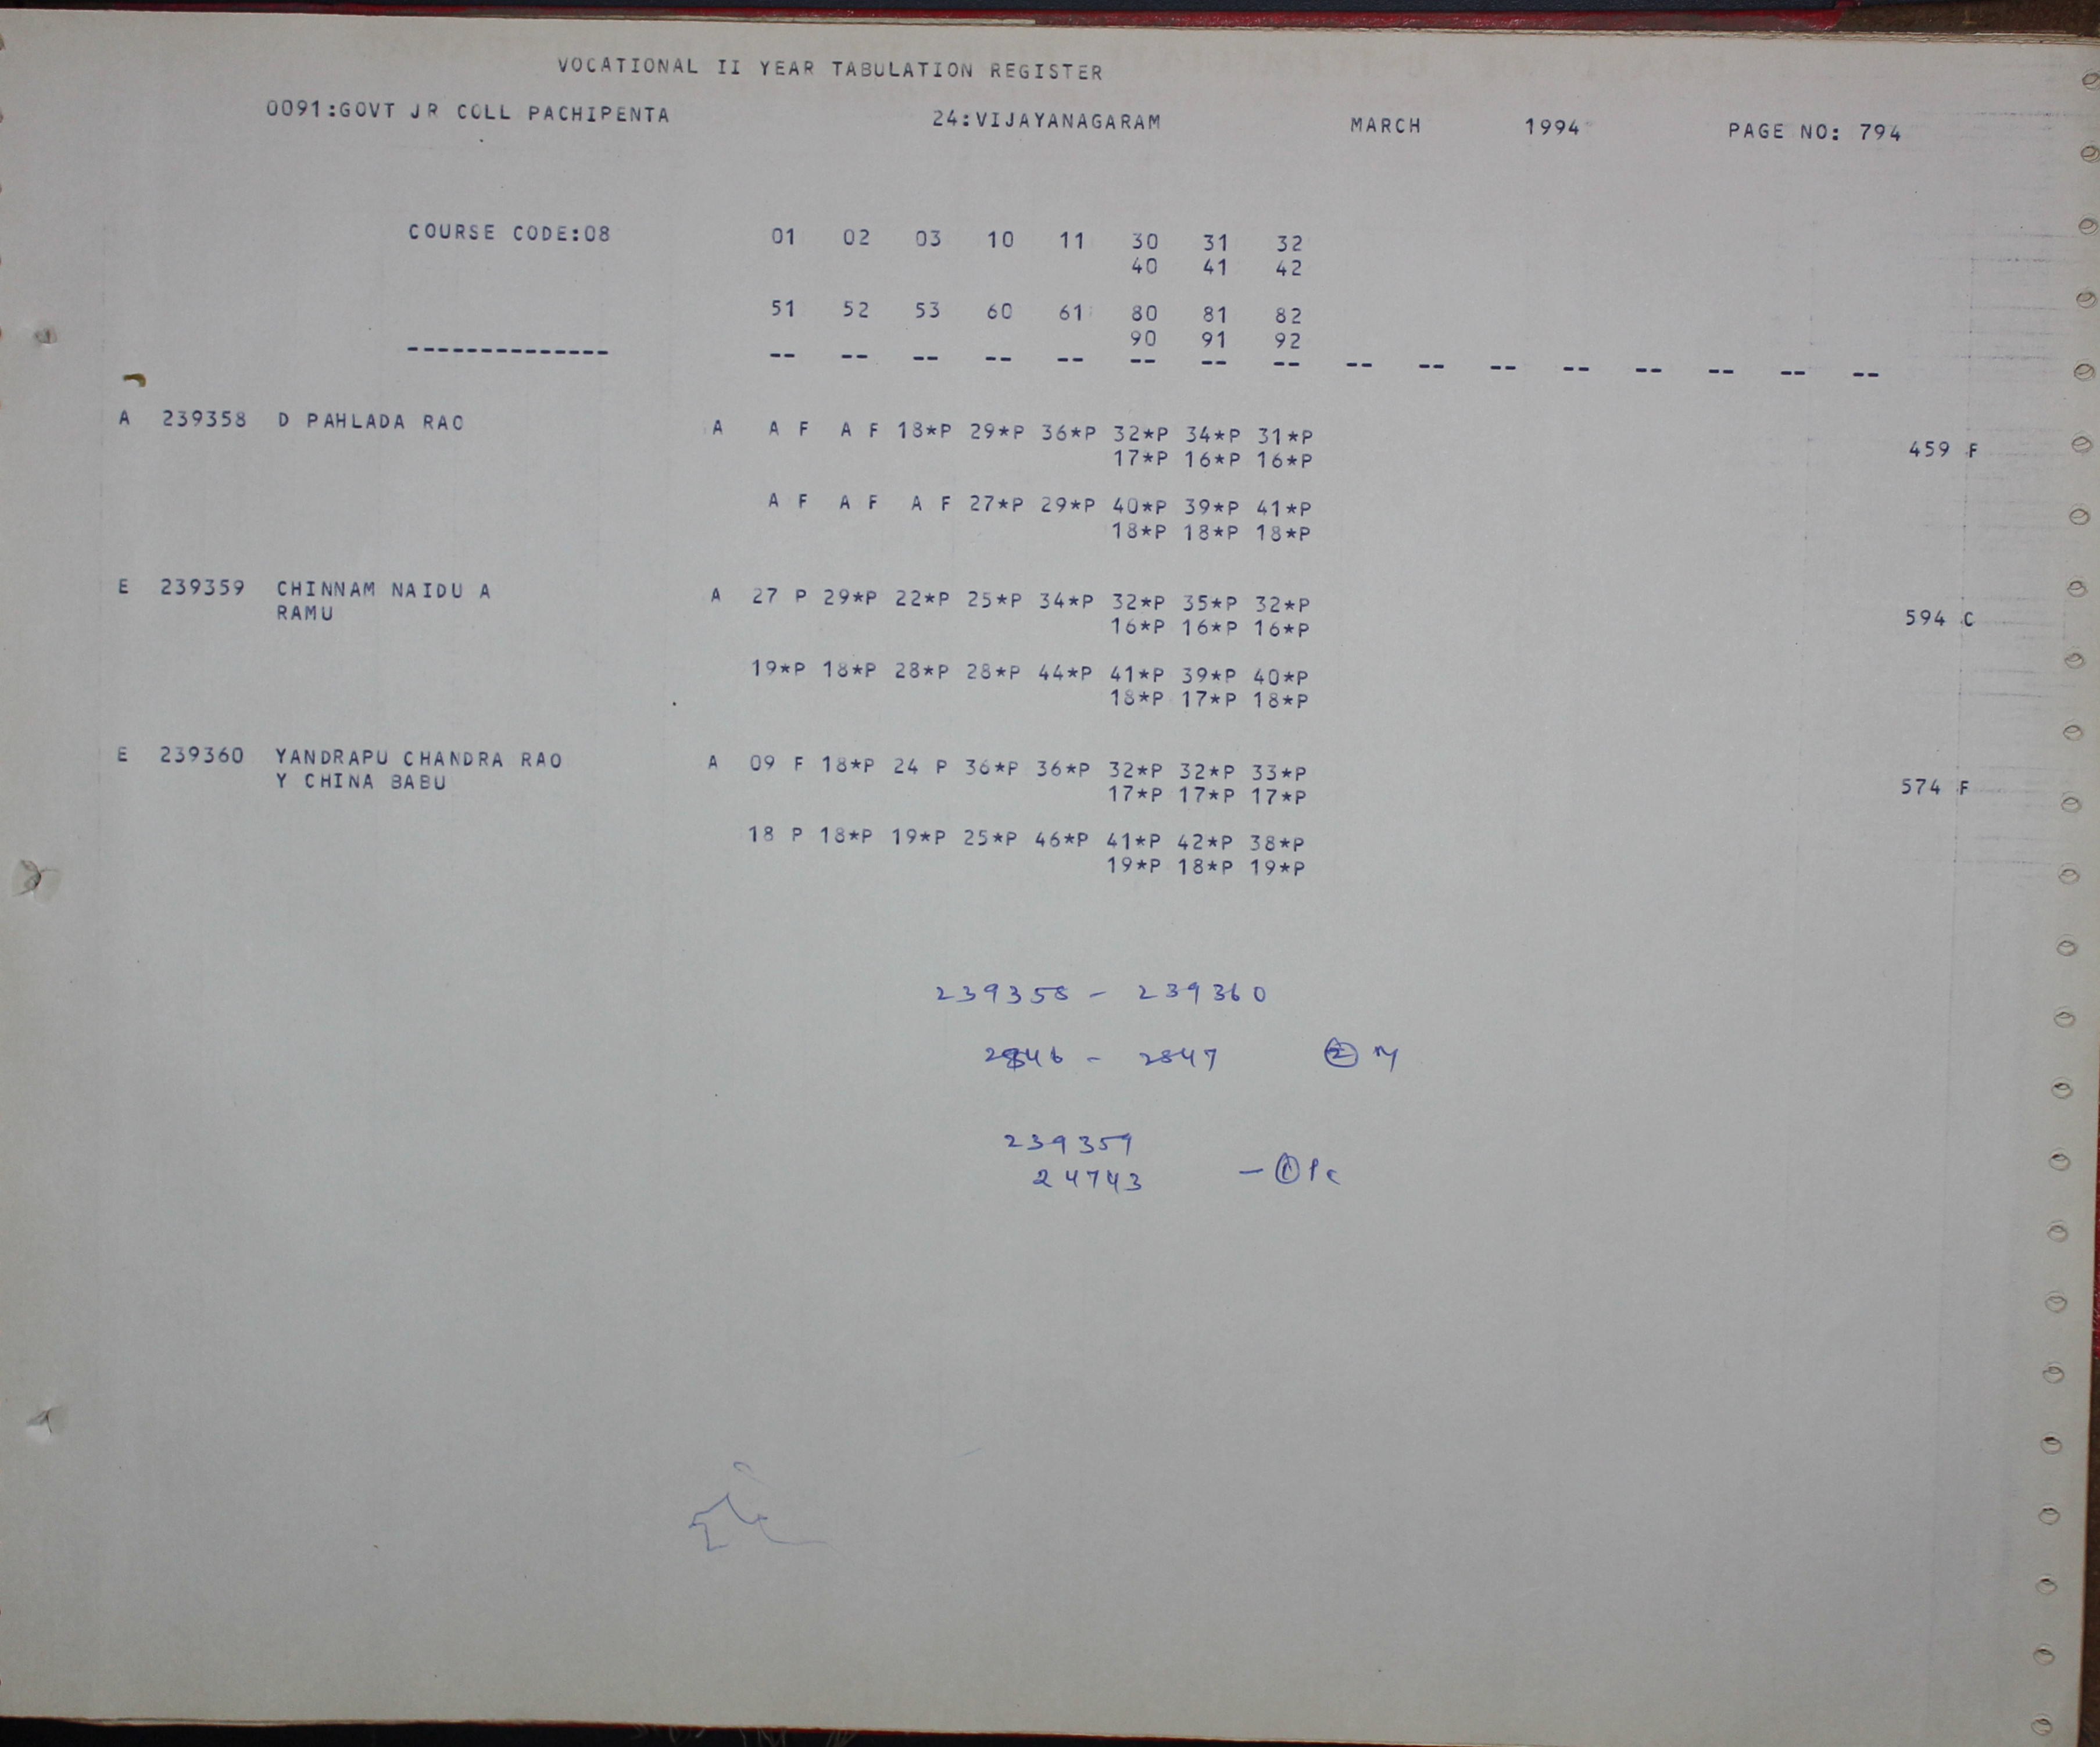 VOCATIONAL II YEAR TABULATION REGISTER
0091:GOVT JR COLL PACHIPENTA 24:VIJAYANAGARAM MARCH 1994 PAGE NO: 794
COURSE CODE:08 01 02 03 10 11 30 31 32
40 41 42
51 52 53 60 61 80 81 82
90 91 92
-------------- -- -- -- -- -- -- -- -- -- -- -- -- -- -- -- --
A 239358 D PAHLADA RAO A A F A F 18*P 29*P 36*P 32*P 34*P 31*P 459 F
17*P 16*P 16*P
A F A F A F 27*P 29*P 40*P 39*P 41*P
18*P 18*P 18*P
E 239359 CHINNAM NAIDU A A 27 P 29*P 22*P 25*P 34*P 32*P 35*P 32*P 594 C
RAMU 16*P 16*P 16*P
19*P 18*P 28*P 28*P 44*P 41*P 39*P 40*P
18*P 17*P 18*P
E 239360 YANDRAPU CHANDRA RAO A 09 F 18*P 24 P 36*P 36*P 32*P 32*P 33*P 574 F
Y CHINA BABU 17*P 17*P 17*P
18 P 18*P 19*P 25*P 46*P 41*P 42*P 38*P
19*P 18*P 19*P
239358 - 239360
2846 - 2847 2 M
239359
24743 - 1 Pc